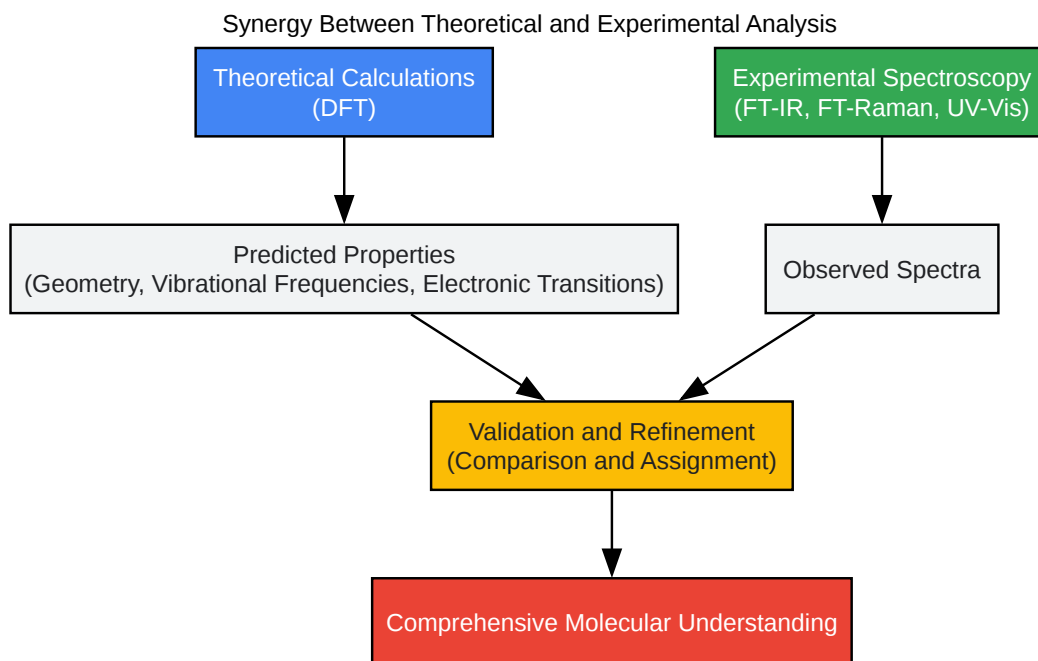 Synergy Between Theoretical and Experimental Analysis
Theoretical Calculations
(DFT)
Experimental Spectroscopy
(FT-IR, FT-Raman, UV-Vis)
Predicted Properties
(Geometry, Vibrational Frequencies, Electronic Transitions)
Observed Spectra
Validation and Refinement
(Comparison and Assignment)
Comprehensive Molecular Understanding